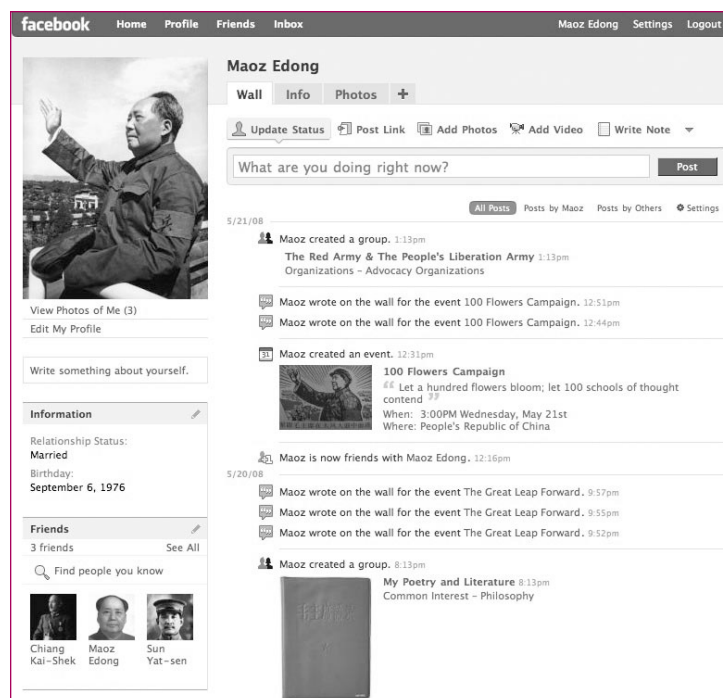 facebook Home Profile Friends Inbox Maoz Edong Settings Logout
Maoz Edong
Wall Info Photos +
Update Status Post Link Add Photos Add Video Write Note
What are you doing right now? Post
All Posts Posts by Maoz Posts by Others Settings
5/21/08
Maoz created a group. 1:13pm
The Red Army & The People's Liberation Army 1:13pm
Organizations - Advocacy Organizations
Maoz wrote on the wall for the event 100 Flowers Campaign. 12:51pm
Maoz wrote on the wall for the event 100 Flowers Campaign. 12:44pm
31 Maoz created an event. 12:31pm
100 Flowers Campaign
“ Let a hundred flowers bloom; let 100 schools of thought
contend ”
When: 3:00PM Wednesday, May 21st
Where: People's Republic of China
Maoz is now friends with Maoz Edong. 12:16pm
5/20/08
Maoz wrote on the wall for the event The Great Leap Forward. 9:57pm
Maoz wrote on the wall for the event The Great Leap Forward. 9:55pm
Maoz wrote on the wall for the event The Great Leap Forward. 9:52pm
Maoz created a group. 8:13pm
My Poetry and Literature 8:13pm
Common Interest - Philosophy
View Photos of Me (3)
Edit My Profile
Write something about yourself.
Information
Relationship Status:
Married
Birthday:
September 6, 1976
Friends
3 friends See All
Find people you know
Chiang
Kai-Shek
Maoz
Edong
Sun
Yat-sen